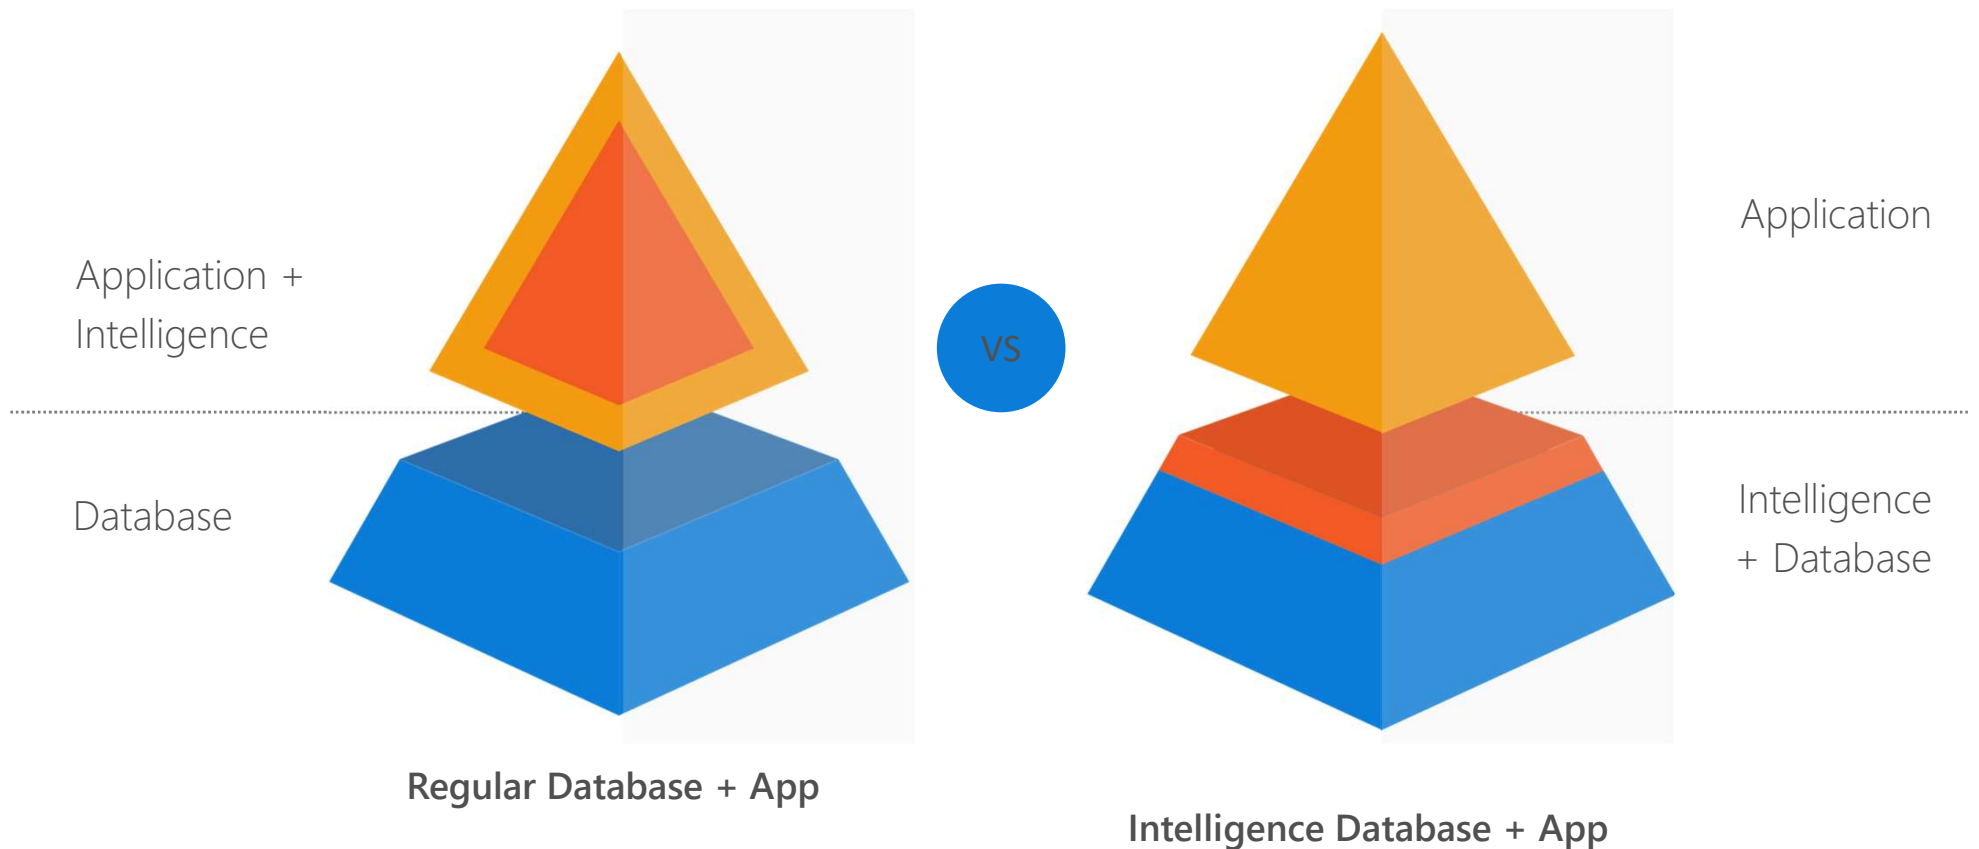 Application +
Intelligence
Database
Regular Database + App
VS
Application
Intelligence
+ Database
Intelligence Database + App